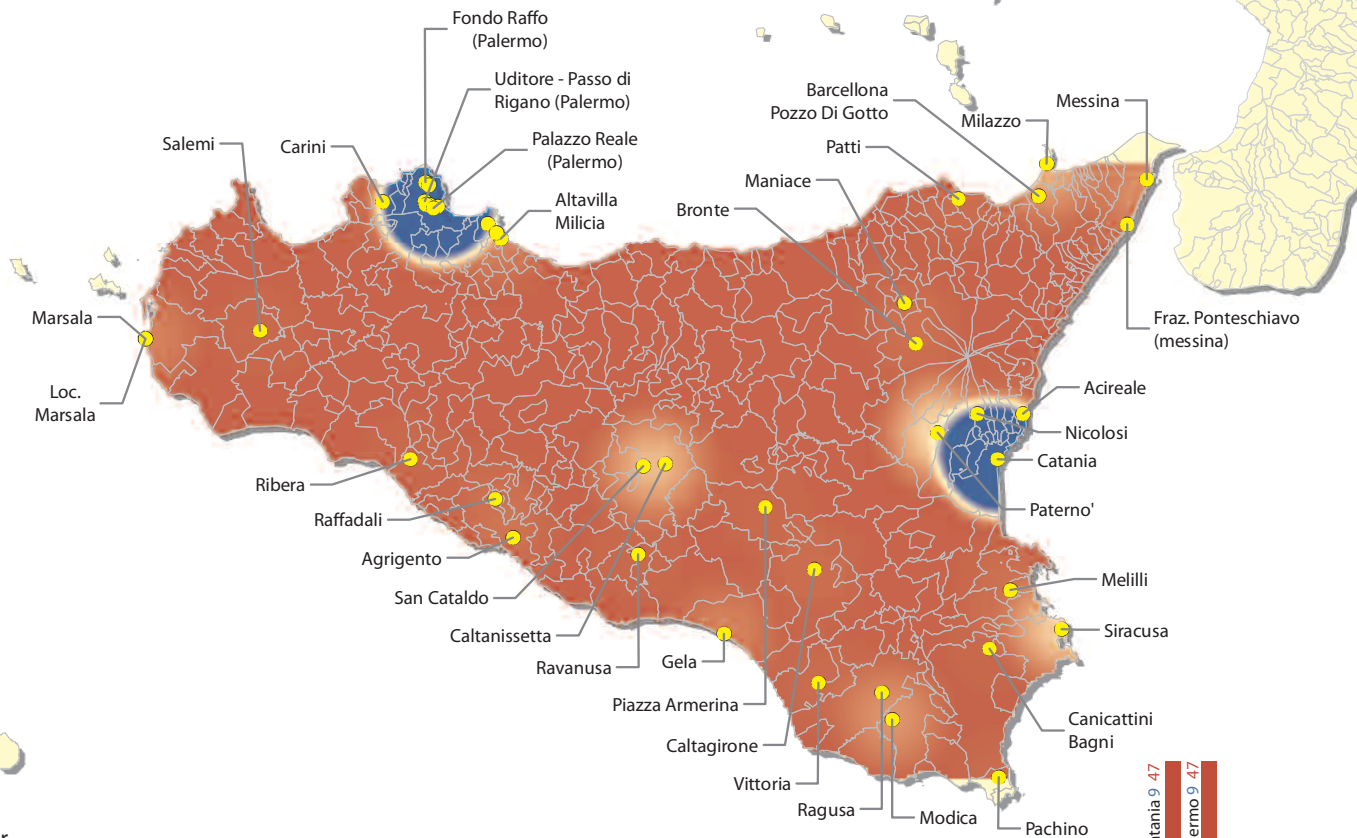 Fondo Raffo
(Palermo)
Uditore - Passo di
Rigano (Palermo)
Palazzo Reale
(Palermo)
Altavilla
Milicia
Salemi
Carini
Barcellona
Pozzo Di Gotto
Milazzo
Messina
Patti
Maniace
Bronte
Marsala
Loc.
Marsala
Fraz. Ponteschiavo
(messina)
Acireale
Nicolosi
Catania
Paterno'
Ribera
Raffadali
Agrigento
San Cataldo
Caltanissetta
Ravanusa
Gela
Piazza Armerina
Caltagirone
Vittoria
Ragusa
Modica
Pachino
Melilli
Siracusa
Canicattini
Bagni
tania 9 47
ermo 9 47